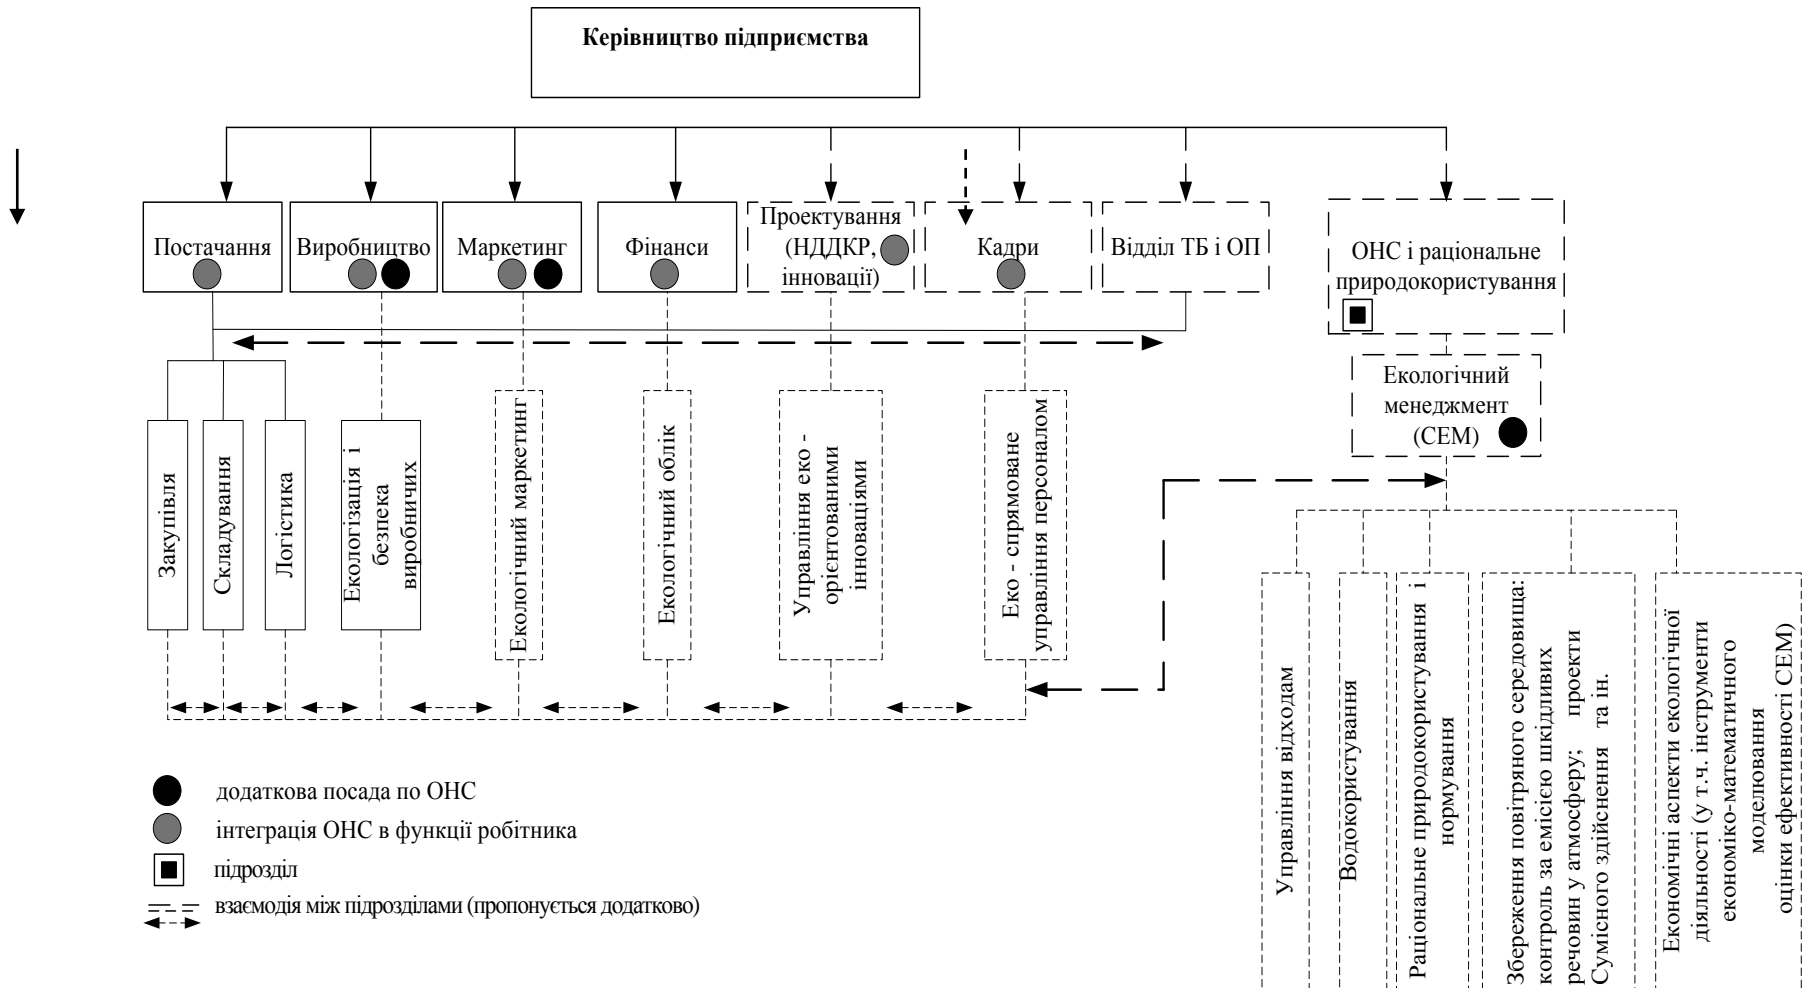 Керівництво підприємства
Постачання
Виробництво
Маркетинг
Фінанси
Проектування
(НДДКР,
інновації)
Кадри
Відділ ТБ і ОП
ОНС і раціональне
природокористування
Екологічний
менеджмент
(СЕМ)
Закупівля
Складування
Логістика
Екологізація і
безпека
виробничих
Екологічний маркетинг
Екологічний облік
Управління еко -
орієнтованими
інноваціями
Еко - спрямоване
управління персоналом
Управління відходам
Водокористування
Раціональне природокористування і
нормування
Збереження повітряного середовища:
контроль за емісією шкідливих
речовин у атмосферу; проекти
Сумісного здійснення та ін.
Економічні аспекти екологічної
діяльності (у т.ч. інструменти
економіко-математичного
моделювання
оцінки ефективності СЕМ)
додаткова посада по ОНС
інтеграція ОНС в функції робітника
підрозділ
взаємодія між підрозділами (пропонується додатково)